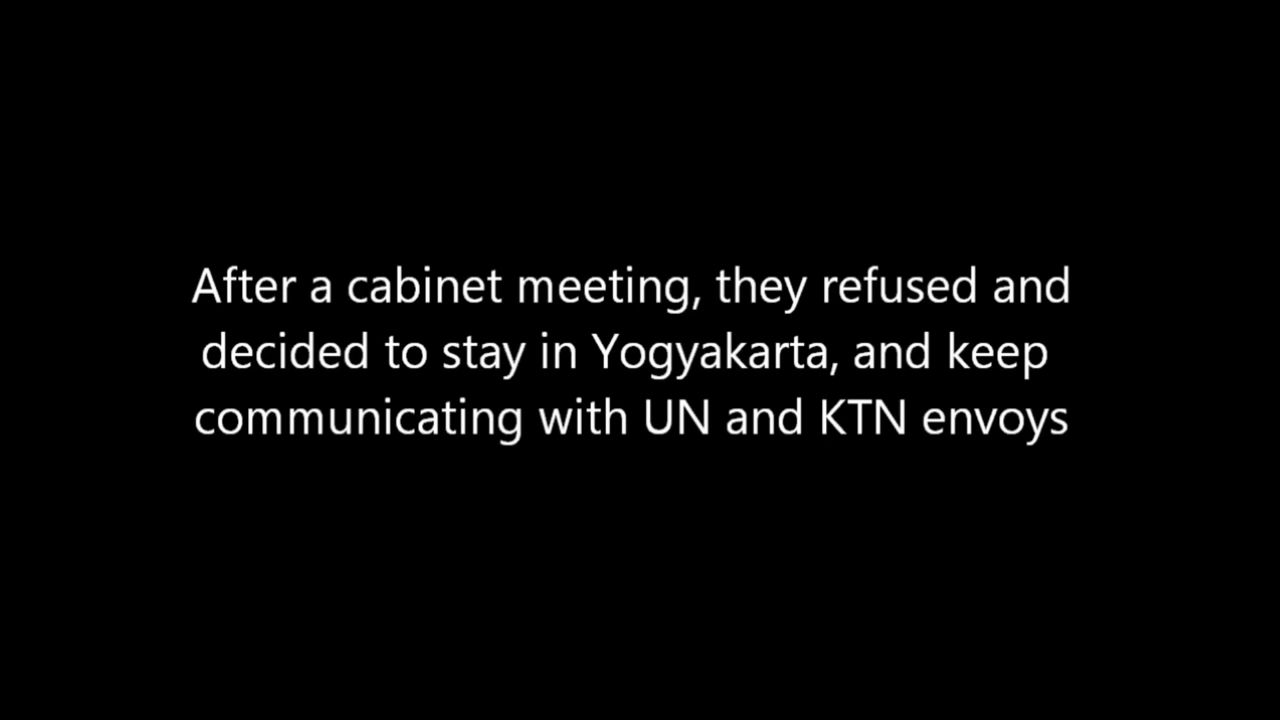 After a cabinet meeting, they refused and
decided to stay in Yogyakarta, and keep
communicating with UN and KTN envoys